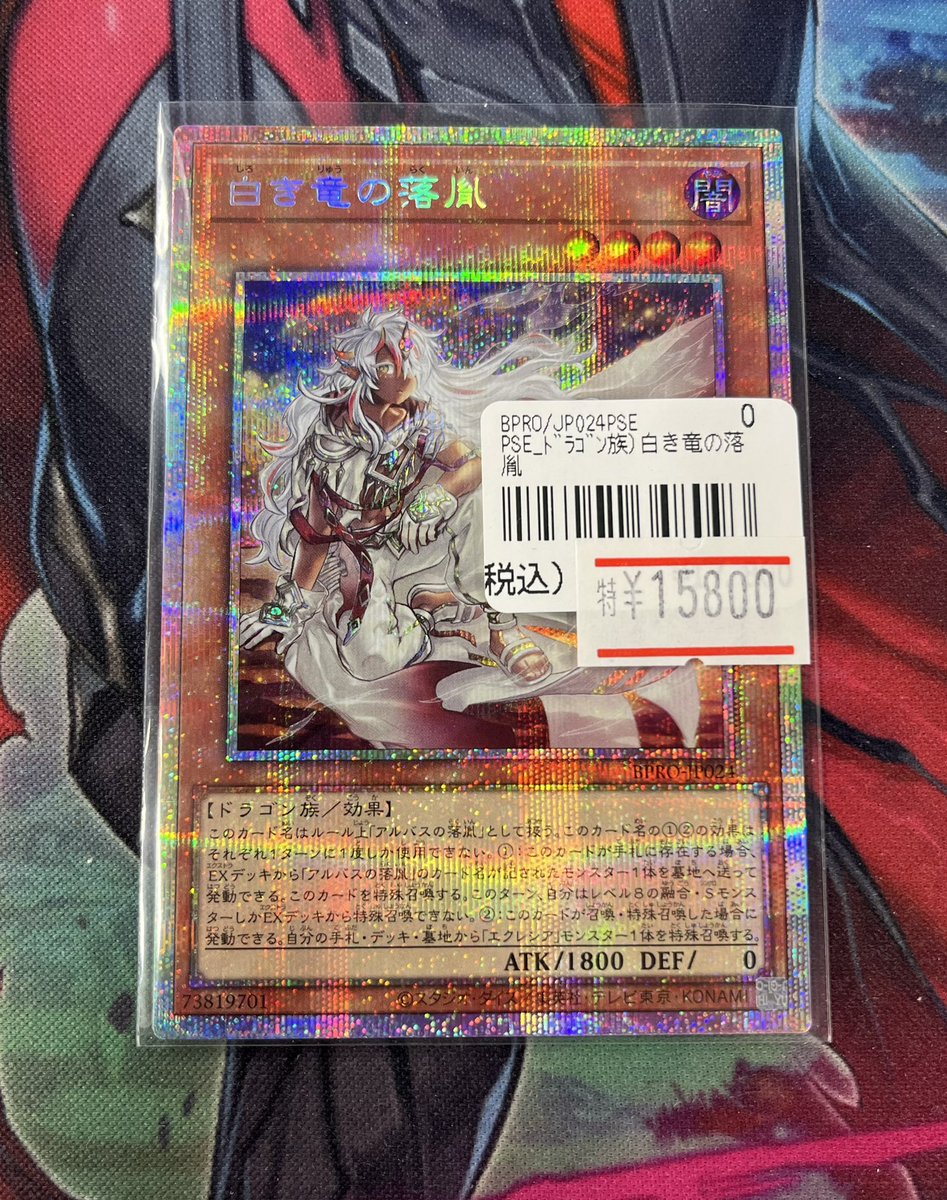 しろ りゅう らく いん
白き竜の落胤
闇
BPRO/JP024PSE 0
PSE_ﾄﾞﾗｺﾞﾝ族)白き竜の落
胤
税込)
特¥15800
BPRO-JP024
【ドラゴン族／効果】
このカード名はルール上「アルバスの落胤」として扱う。このカード名の①②の効果は
それぞれ1ターンに1度しか使用できない。①：このカードが手札に存在する場合、
EXデッキから「アルバスの落胤」のカード名が記されたモンスター1体を墓地へ送って
発動できる。このカードを特殊召喚する。このターン、自分はレベル８の融合・Sモンス
ターしかEXデッキから特殊召喚できない。②：このカードが召喚・特殊召喚した場合に
発動できる。自分の手札・デッキ・墓地から「エクレシア」モンスター1体を特殊召喚する。
ATK/1800 DEF/ 0
73819701 ©スタジオ・ダイス／集英社・テレビ東京・KONAMI